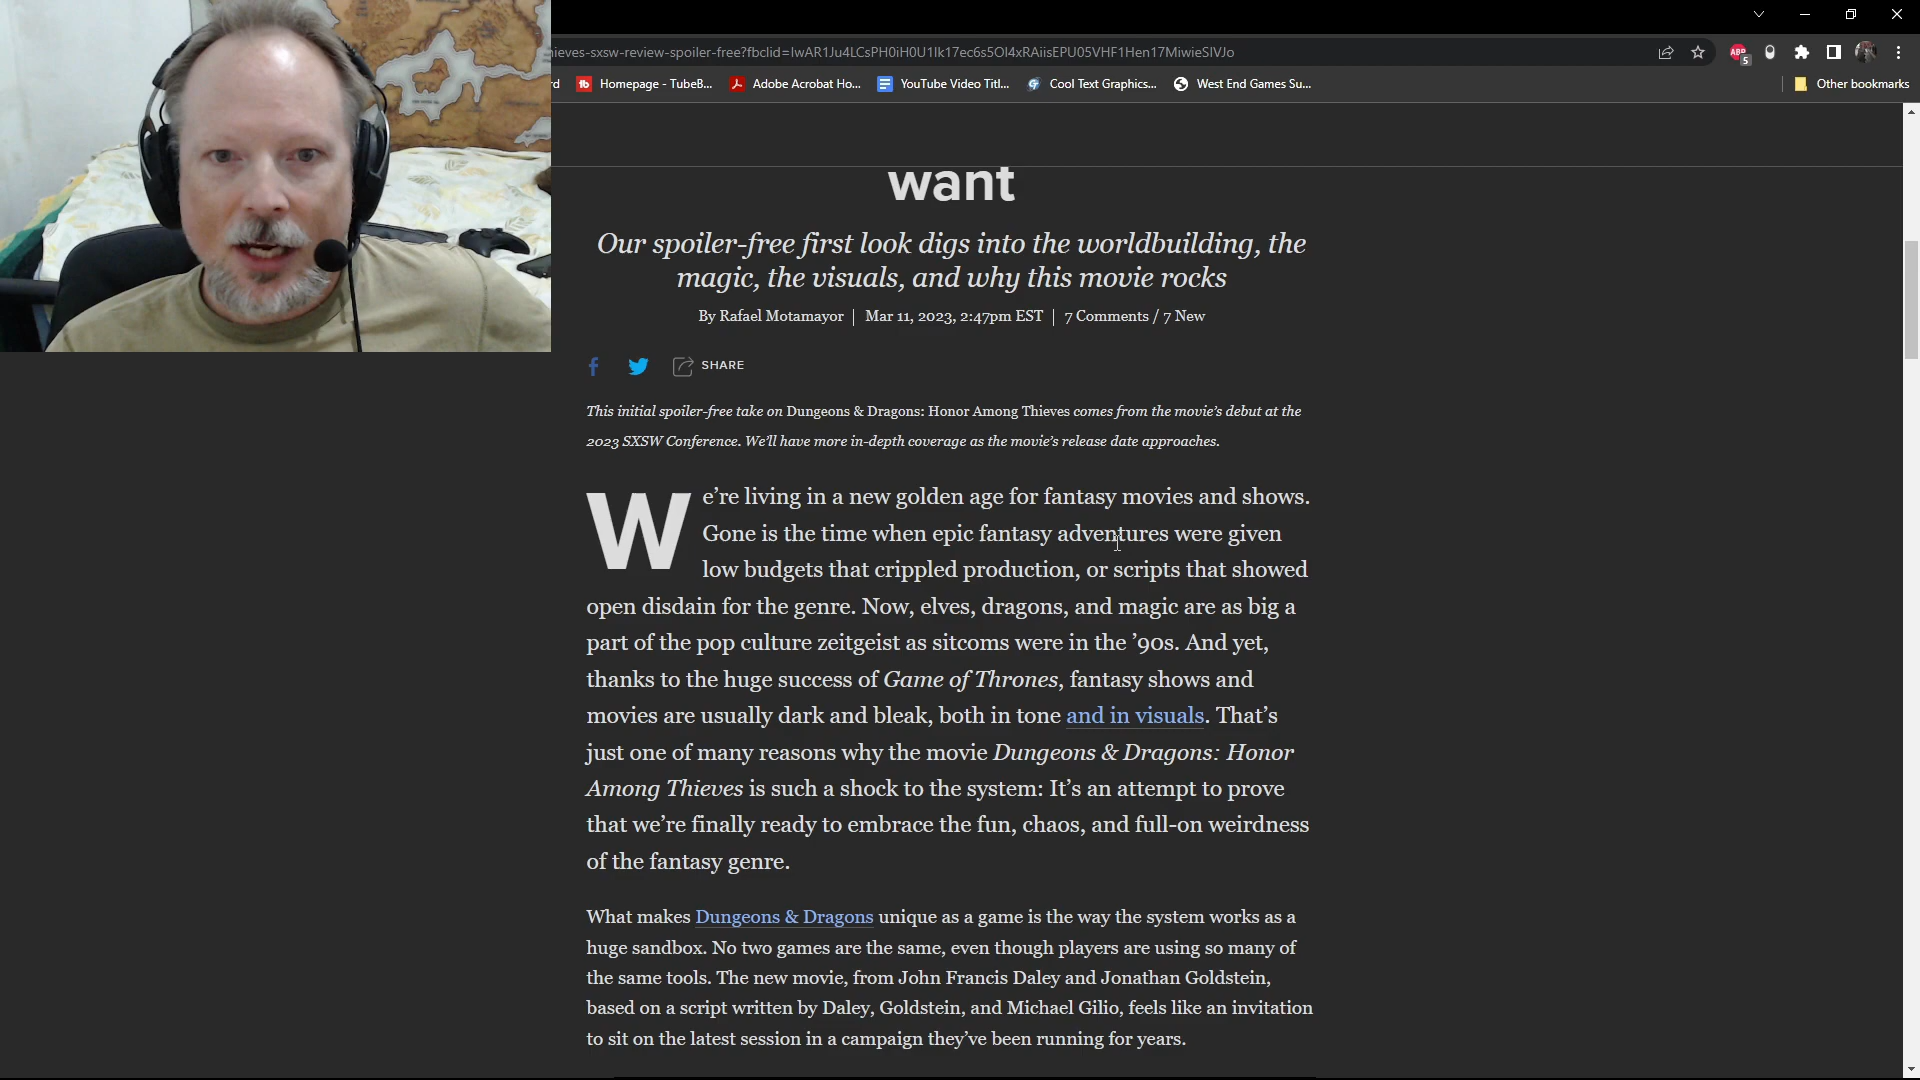 ieves-sxsw-review-spoiler-free?fbclid=IwAR1Ju4LCsPH0iH0U1Ik17ec6s5OI4xRAiisEPU05VHF1Hen17MiwieSIVJo
ABP
5
d
tb
Homepage - TubeB...
Adobe Acrobat Ho...
YouTube Video Titl...
Cool Text Graphics...
West End Games Su...
Other bookmarks
want
Our spoiler-free first look digs into the worldbuilding, the
magic, the visuals, and why this movie rocks
By Rafael Motamayor | Mar 11, 2023, 2:47pm EST | 7 Comments / 7 New
SHARE
This initial spoiler-free take on Dungeons & Dragons: Honor Among Thieves comes from the movie’s debut at the
2023 SXSW Conference. We’ll have more in-depth coverage as the movie’s release date approaches.
We’re living in a new golden age for fantasy movies and shows.
Gone is the time when epic fantasy adventures were given
low budgets that crippled production, or scripts that showed
open disdain for the genre. Now, elves, dragons, and magic are as big a
part of the pop culture zeitgeist as sitcoms were in the ’90s. And yet,
thanks to the huge success of Game of Thrones, fantasy shows and
movies are usually dark and bleak, both in tone and in visuals. That’s
just one of many reasons why the movie Dungeons & Dragons: Honor
Among Thieves is such a shock to the system: It’s an attempt to prove
that we’re finally ready to embrace the fun, chaos, and full-on weirdness
of the fantasy genre.
What makes Dungeons & Dragons unique as a game is the way the system works as a
huge sandbox. No two games are the same, even though players are using so many of
the same tools. The new movie, from John Francis Daley and Jonathan Goldstein,
based on a script written by Daley, Goldstein, and Michael Gilio, feels like an invitation
to sit on the latest session in a campaign they’ve been running for years.